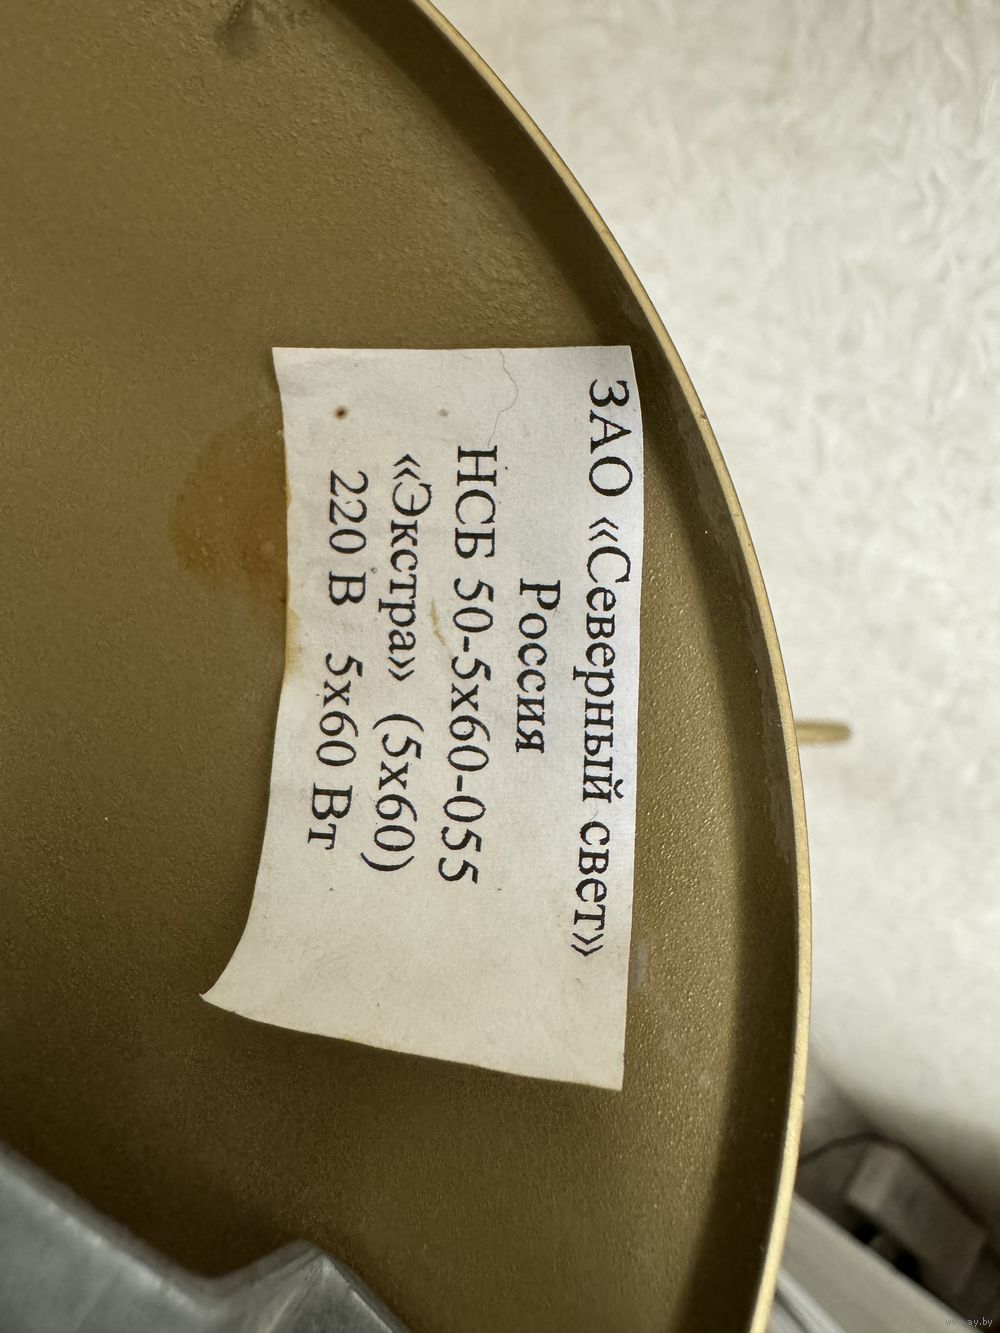 ЗАО «Северный свет»
Россия
НСБ 50-5х60-055
«Экстра» (5х60)
220 В 5х60 Вт